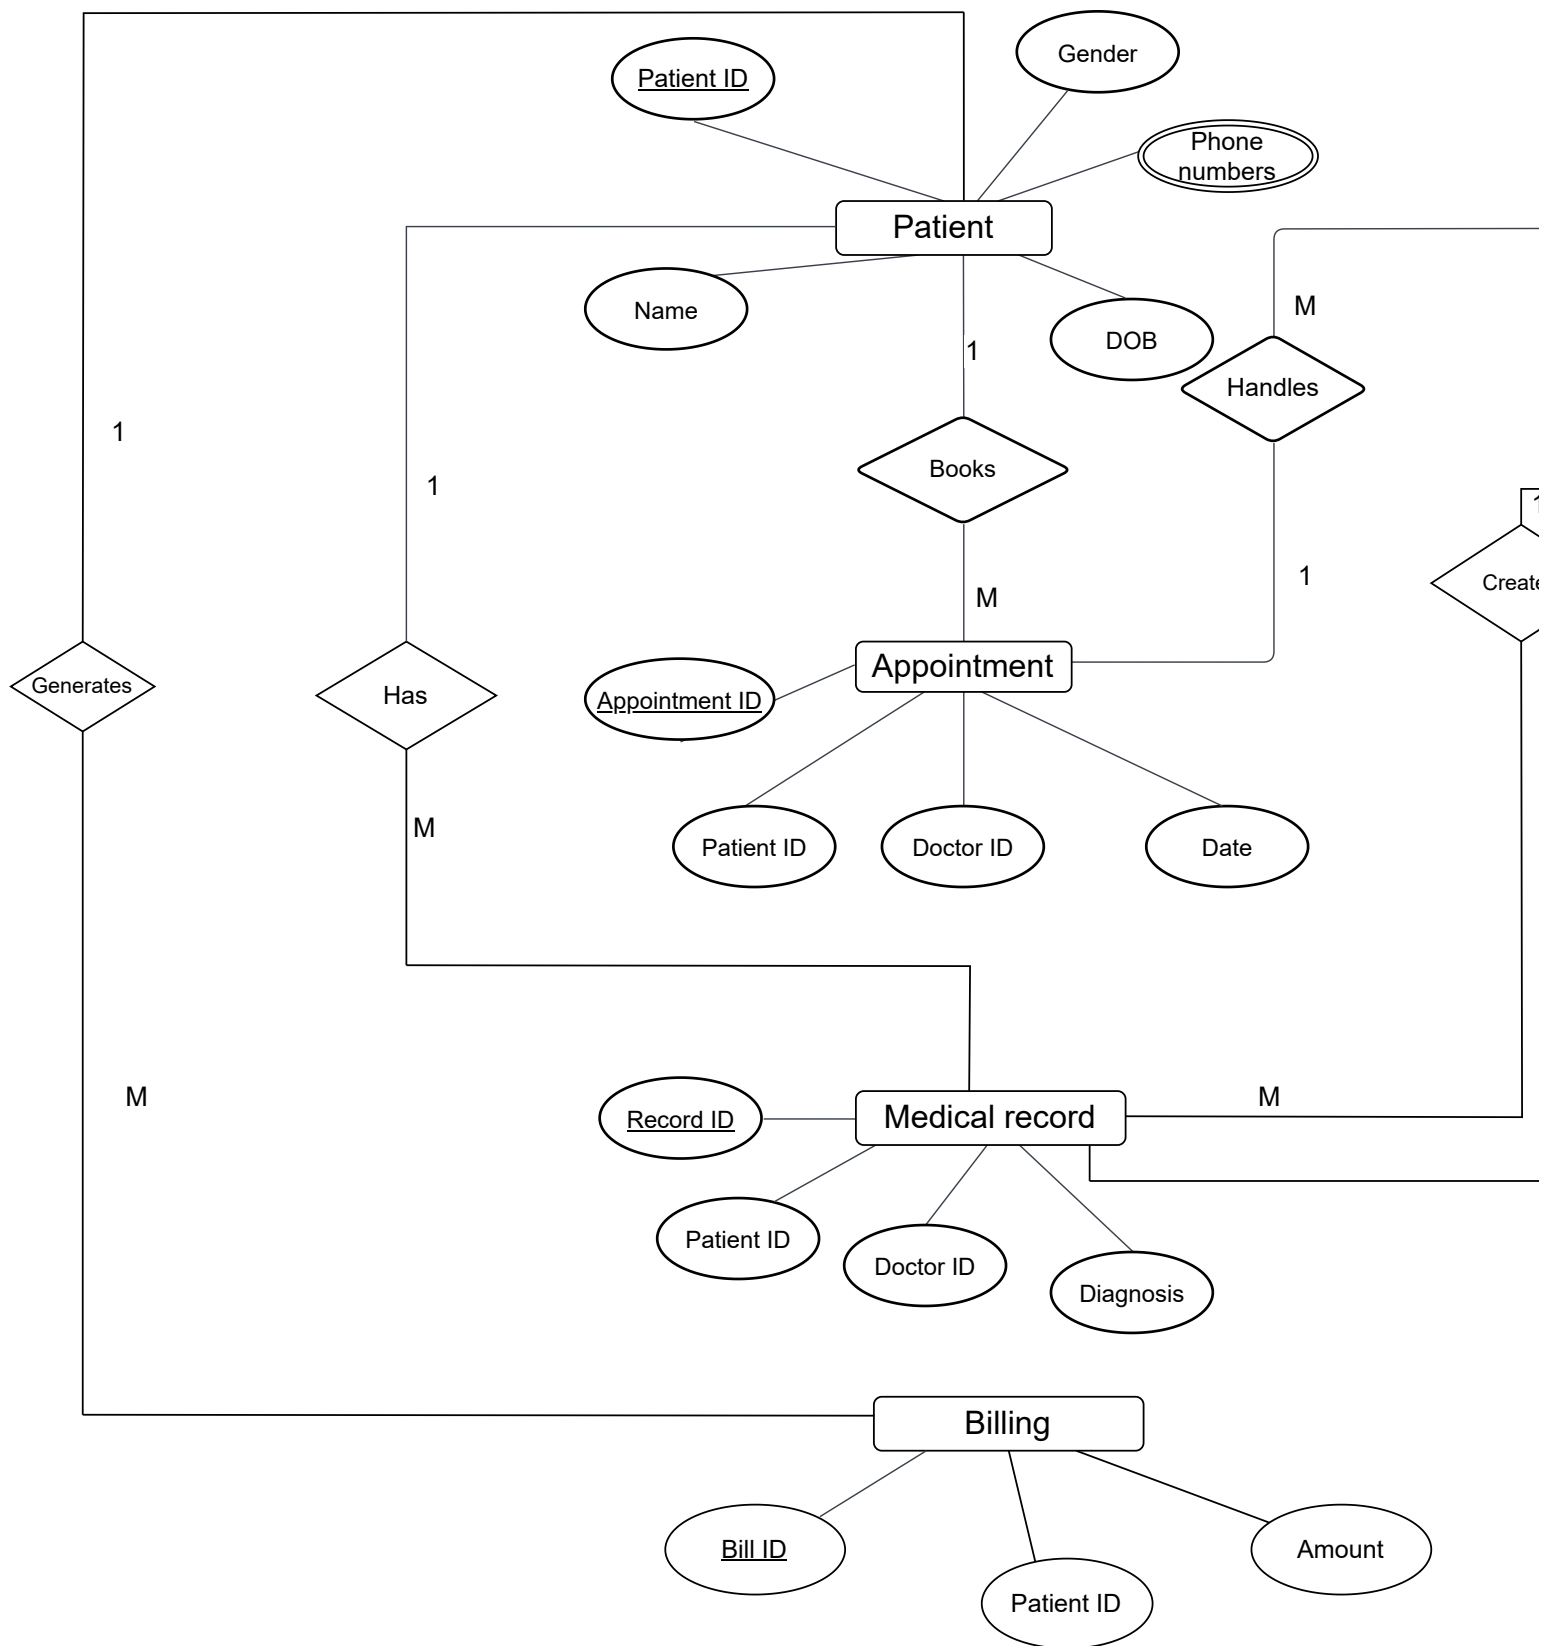 Gender
Patient ID
Phone
numbers
Patient
Name
M
DOB
1
Handles
1
Books
1
1
M
Create
Appointment
Generates
Has
Appointment ID
M
Patient ID
Doctor ID
Date
M
M
Record ID
Medical record
Patient ID
Doctor ID
Diagnosis
Billing
Bill ID
Amount
Patient ID